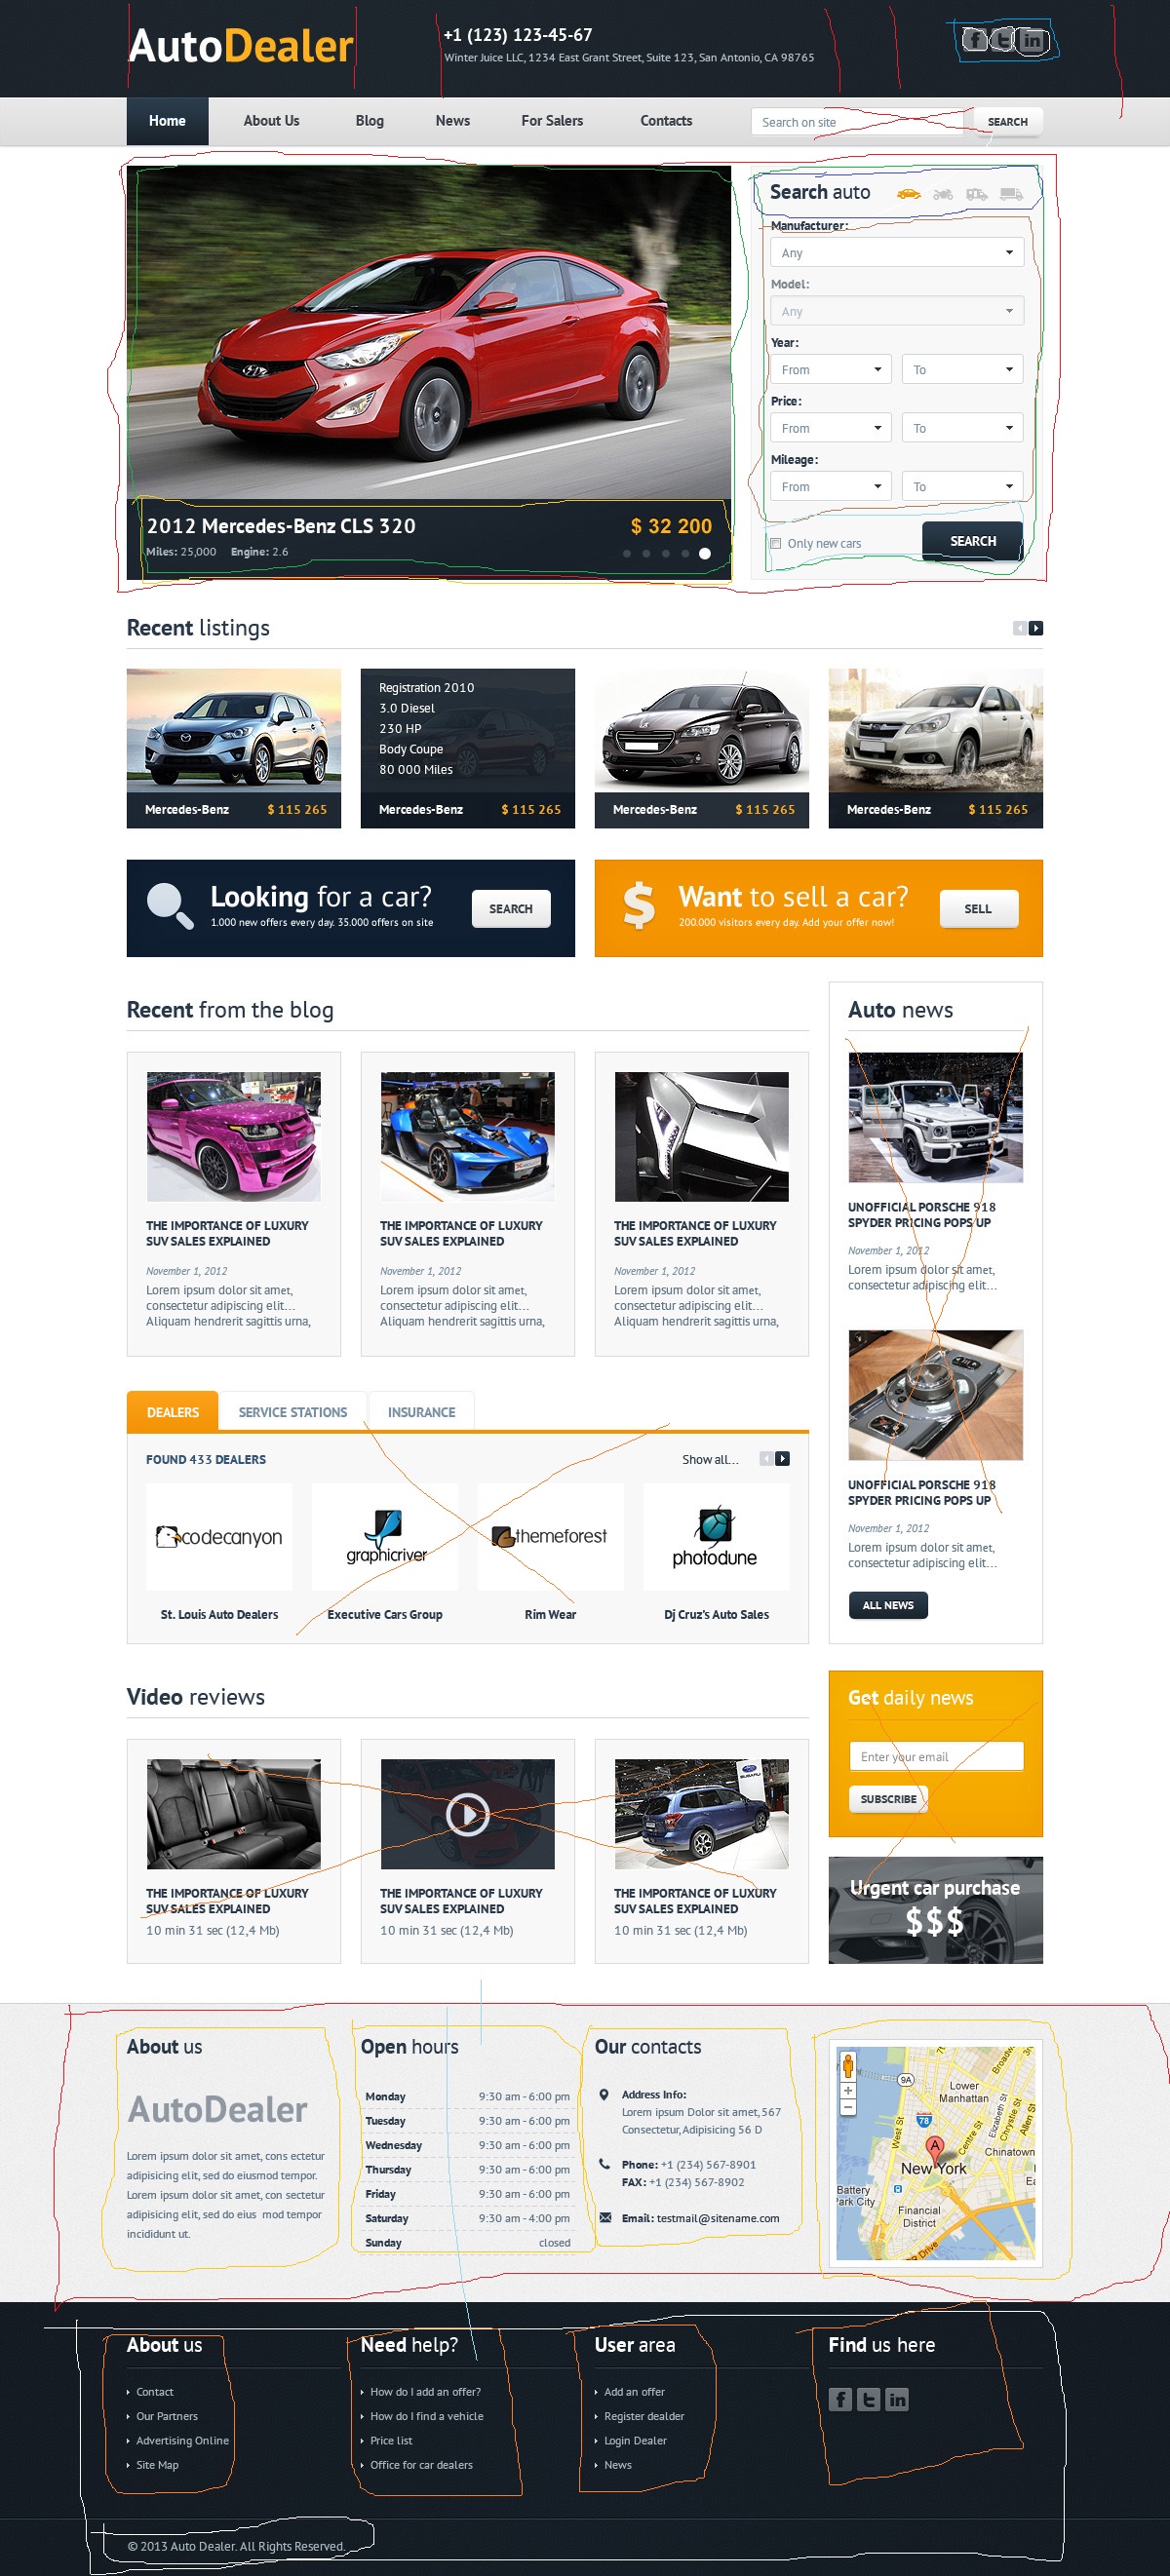 AutoDealer
+1 (123) 123-45-67
Winter Juice LLC, 1234 East Grant Street, Suite 123, San Antonio, CA 98765
Home About Us Blog News For Salers Contacts Search on site SEARCH
Search auto
Manufacturer:
Any
Model:
Any
Year:
From To
Price:
From To
Mileage:
From To
Only new cars SEARCH
2012 Mercedes-Benz CLS 320 $ 32 200
Miles: 25,000 Engine: 2.6
Recent listings
Registration 2010
3.0 Diesel
230 HP
Body Coupe
80 000 Miles
Mercedes-Benz $ 115 265 Mercedes-Benz $ 115 265 Mercedes-Benz $ 115 265 Mercedes-Benz $ 115 265
Looking for a car?
1.000 new offers every day. 35.000 offers on site
SEARCH
$
Want to sell a car?
200.000 visitors every day. Add your offer now!
SELL
Recent from the blog
THE IMPORTANCE OF LUXURY
SUV SALES EXPLAINED
November 1, 2012
Lorem ipsum dolor sit amet,
consectetur adipiscing elit...
Aliquam hendrerit sagittis urna,
THE IMPORTANCE OF LUXURY
SUV SALES EXPLAINED
November 1, 2012
Lorem ipsum dolor sit amet,
consectetur adipiscing elit...
Aliquam hendrerit sagittis urna,
THE IMPORTANCE OF LUXURY
SUV SALES EXPLAINED
November 1, 2012
Lorem ipsum dolor sit amet,
consectetur adipiscing elit...
Aliquam hendrerit sagittis urna,
Auto news
UNOFFICIAL PORSCHE 918
SPYDER PRICING POPS UP
November 1, 2012
Lorem ipsum dolor sit amet,
consectetur adipiscing elit...
UNOFFICIAL PORSCHE 918
SPYDER PRICING POPS UP
November 1, 2012
Lorem ipsum dolor sit amet,
consectetur adipiscing elit...
ALL NEWS
DEALERS SERVICE STATIONS INSURANCE
FOUND 433 DEALERS Show all...
codecanyon graphicriver themeforest photodune
St. Louis Auto Dealers Executive Cars Group Rim Wear Dj Cruz's Auto Sales
Video reviews
THE IMPORTANCE OF LUXURY
SUV SALES EXPLAINED
10 min 31 sec (12,4 Mb)
THE IMPORTANCE OF LUXURY
SUV SALES EXPLAINED
10 min 31 sec (12,4 Mb)
SUBARU
THE IMPORTANCE OF LUXURY
SUV SALES EXPLAINED
10 min 31 sec (12,4 Mb)
Get daily news
Enter your email
SUBSCRIBE
Urgent car purchase
$$$
About us
AutoDealer
Lorem ipsum dolor sit amet, cons ectetur
adipisicing elit, sed do eiusmod tempor.
Lorem ipsum dolor sit amet, con sectetur
adipisicing elit, sed do eius mod tempor
incididunt ut.
Open hours
Monday 9:30 am - 6:00 pm
Tuesday 9:30 am - 6:00 pm
Wednesday 9:30 am - 6:00 pm
Thursday 9:30 am - 6:00 pm
Friday 9:30 am - 6:00 pm
Saturday 9:30 am - 4:00 pm
Sunday closed
Our contacts
Address Info:
Lorem ipsum Dolor sit amet,567
Consectetur,Adipisicing 56 D
Phone: +1 (234) 567-8901
FAX: +1 (234) 567-8902
Email: testmail@sitename.com
9A
Lower
Manhattan
78
West St
Broadw
Elizabeth St
Chrystie St
Allen St
Centre St
A
Chinatown
New York
Battery
Park City
Financial
District
Drive
About us
Contact
Our Partners
Advertising Online
Site Map
Need help?
How do I add an offer?
How do I find a vehicle
Price list
Office for car dealers
User area
Add an offer
Register dealder
Login Dealer
News
Find us here
© 2013 Auto Dealer. All Rights Reserved.